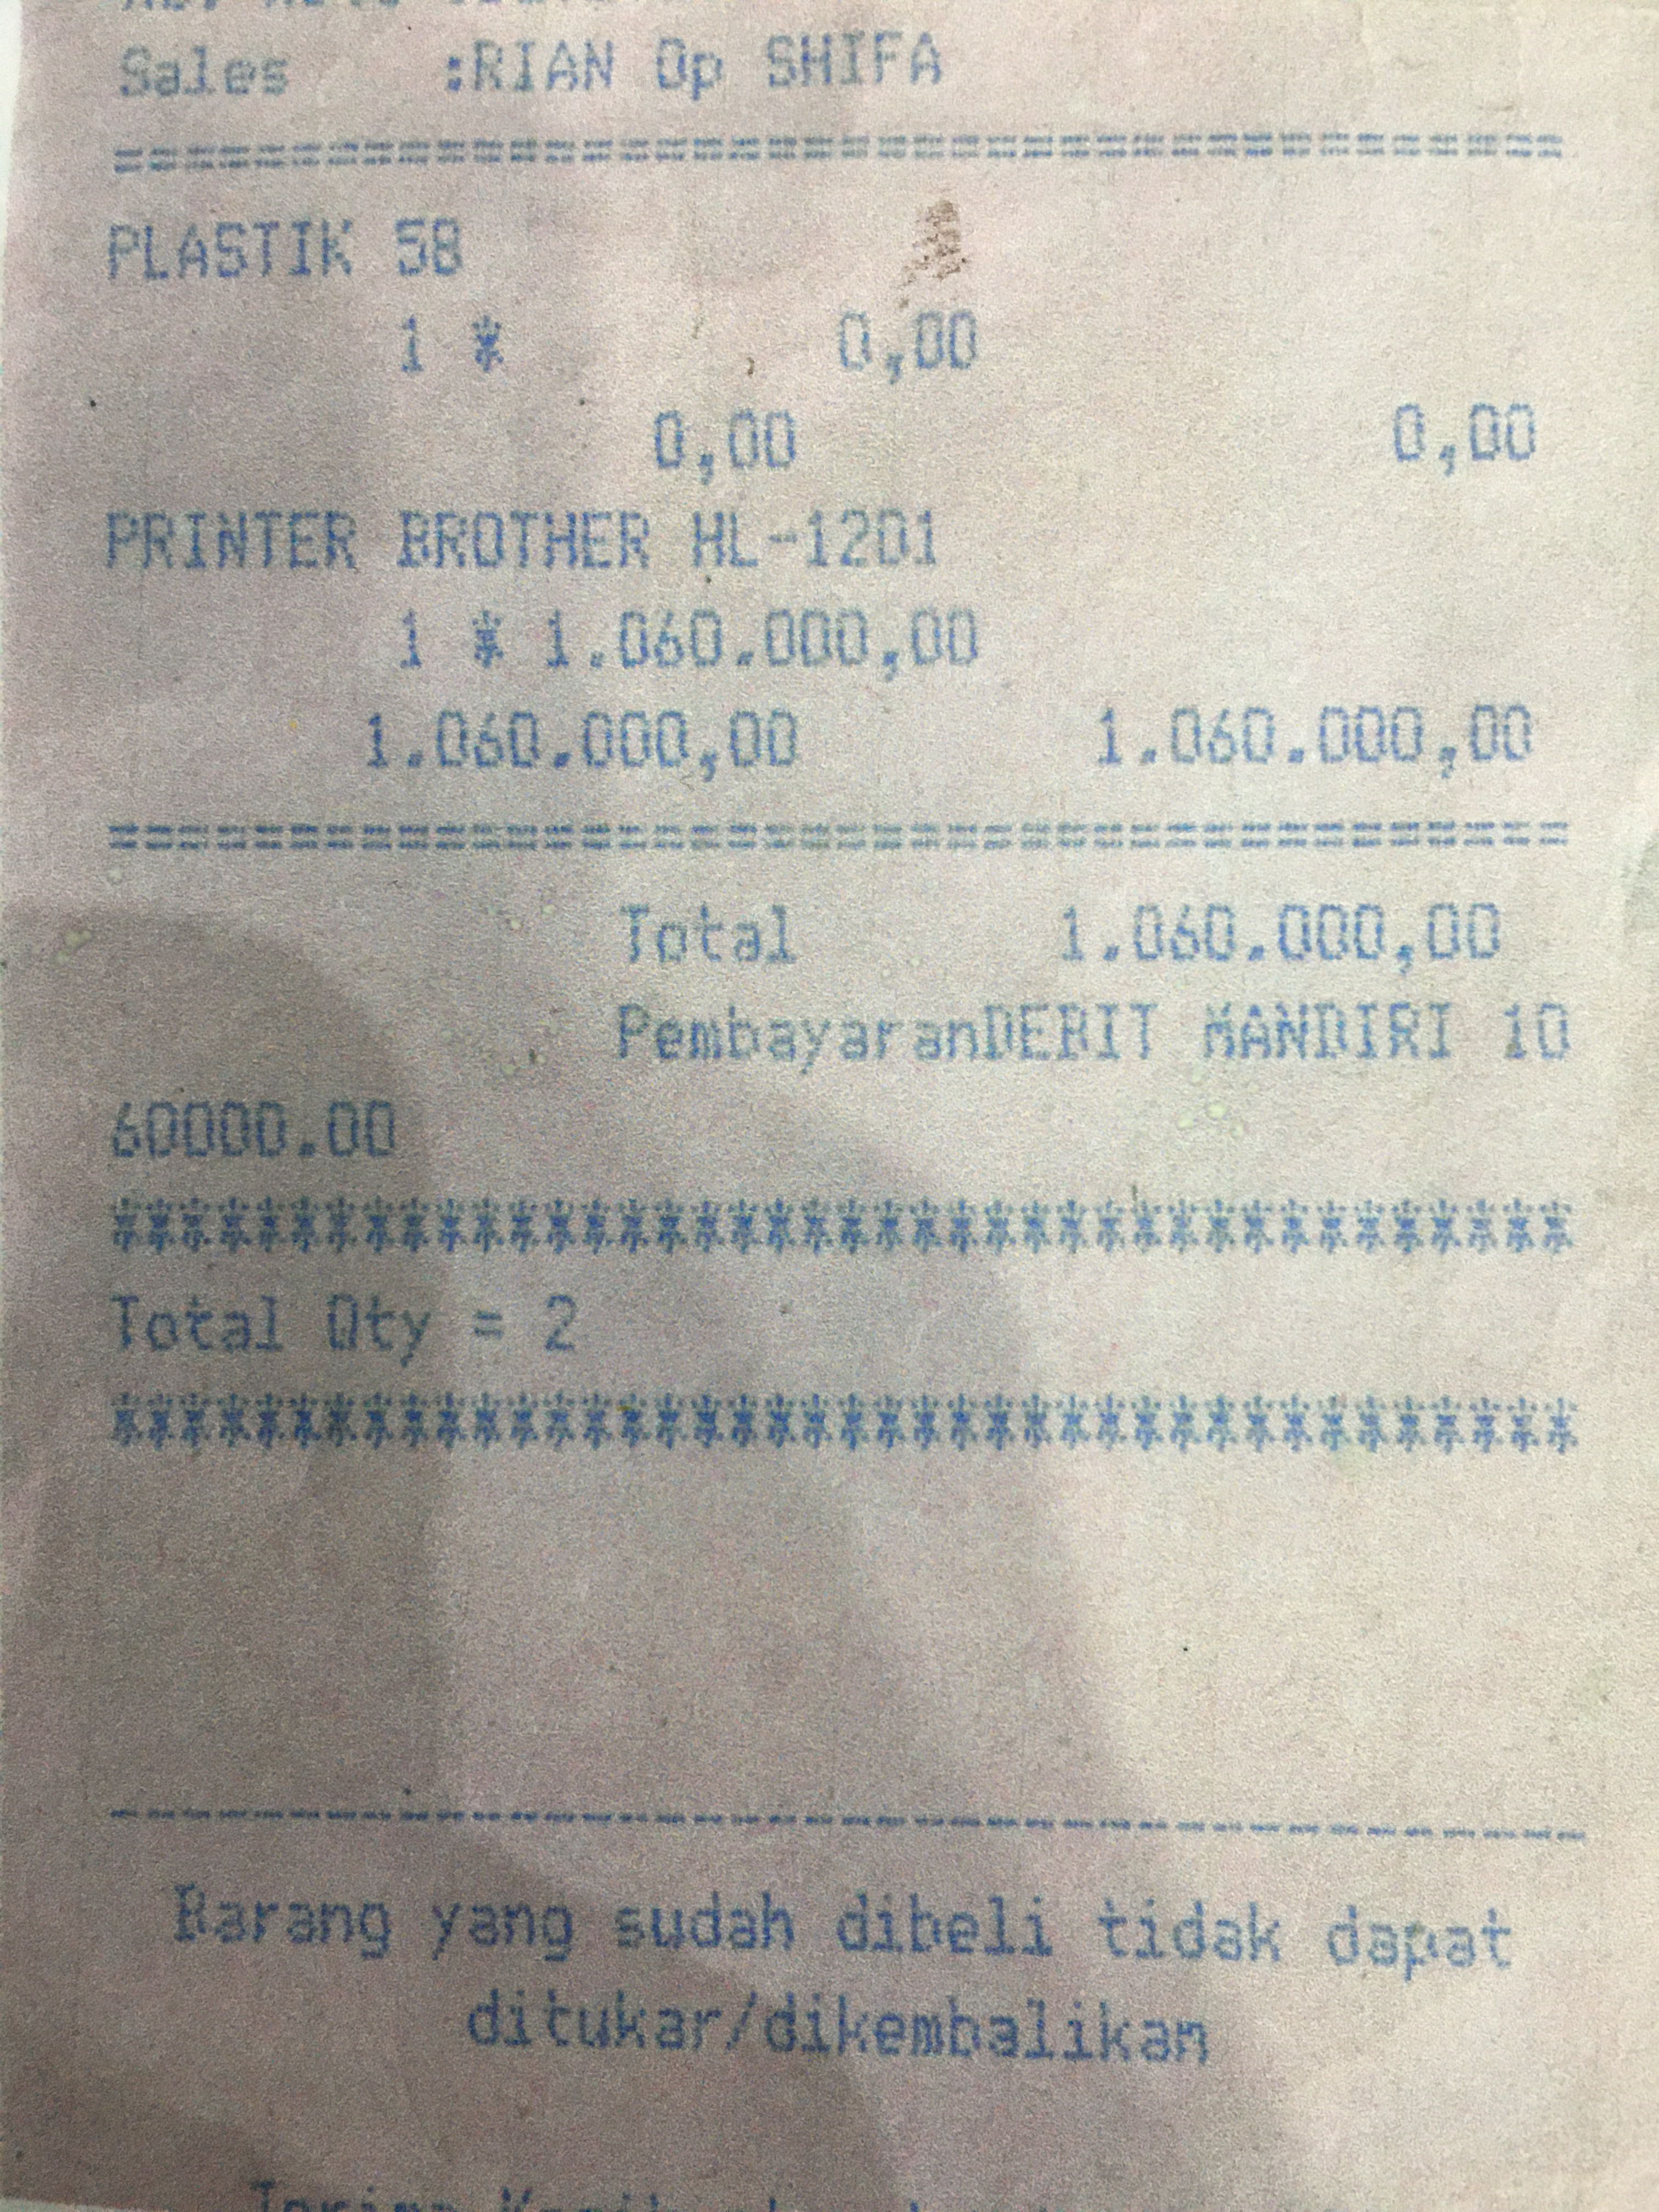 Sales :RIAN Op SHIFA
========================================
PLASTIK 58
1 * 0,00
0,00 0,00
PRINTER BROTHER HL-1201
1 * 1.060.000,00
1.060.000,00 1.060.000,00
========================================
Total 1.060.000,00
PembayaranDEBIT MANDIRI 10
60000.00
****************************************
Total Qty = 2
****************************************
----------------------------------------
Barang yang sudah dibeli tidak dapat
ditukar/dikembalikan